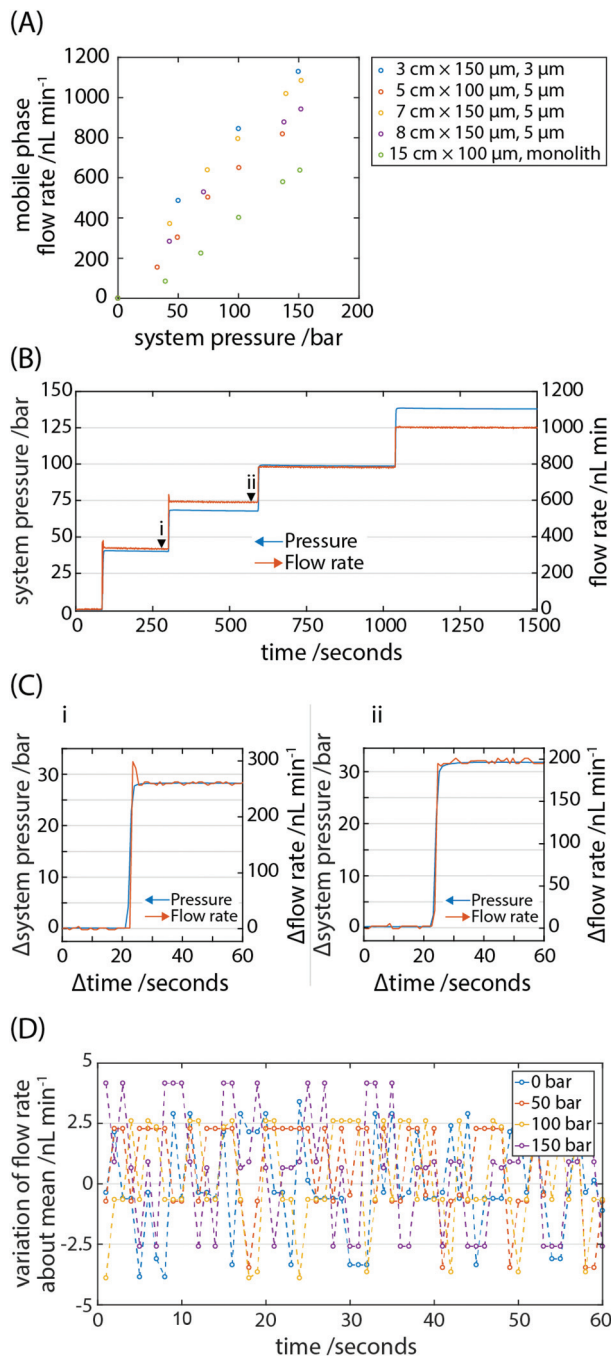 (A)
mobile phase
flow rate /nL min⁻¹
1200
1000
800
600
400
200
0
0 50 100 150 200
system pressure /bar
3 cm × 150 µm, 3 µm
5 cm × 100 µm, 5 µm
7 cm × 150 µm, 5 µm
8 cm × 150 µm, 5 µm
15 cm × 100 µm, monolith
(B)
system pressure /bar
150
125
100
75
50
25
0
i
ii
Pressure
Flow rate
1200
1000
800
600
400
200
0
flow rate /nL min
0 250 500 750 1000 1250 1500
time /seconds
(C)
i
Δsystem pressure /bar
30
20
10
0
Pressure
Flow rate
300
200
100
0
Δflow rate /nL min⁻¹
0 20 40 60
Δtime /seconds
ii
Δsystem pressure /bar
30
20
10
0
Pressure
Flow rate
200
150
100
50
0
Δflow rate /nL min⁻¹
0 20 40 60
Δtime /seconds
(D)
variation of flow rate
about mean /nL min⁻¹
5
2.5
0
-2.5
-5
0 bar
50 bar
100 bar
150 bar
0 10 20 30 40 50 60
time /seconds